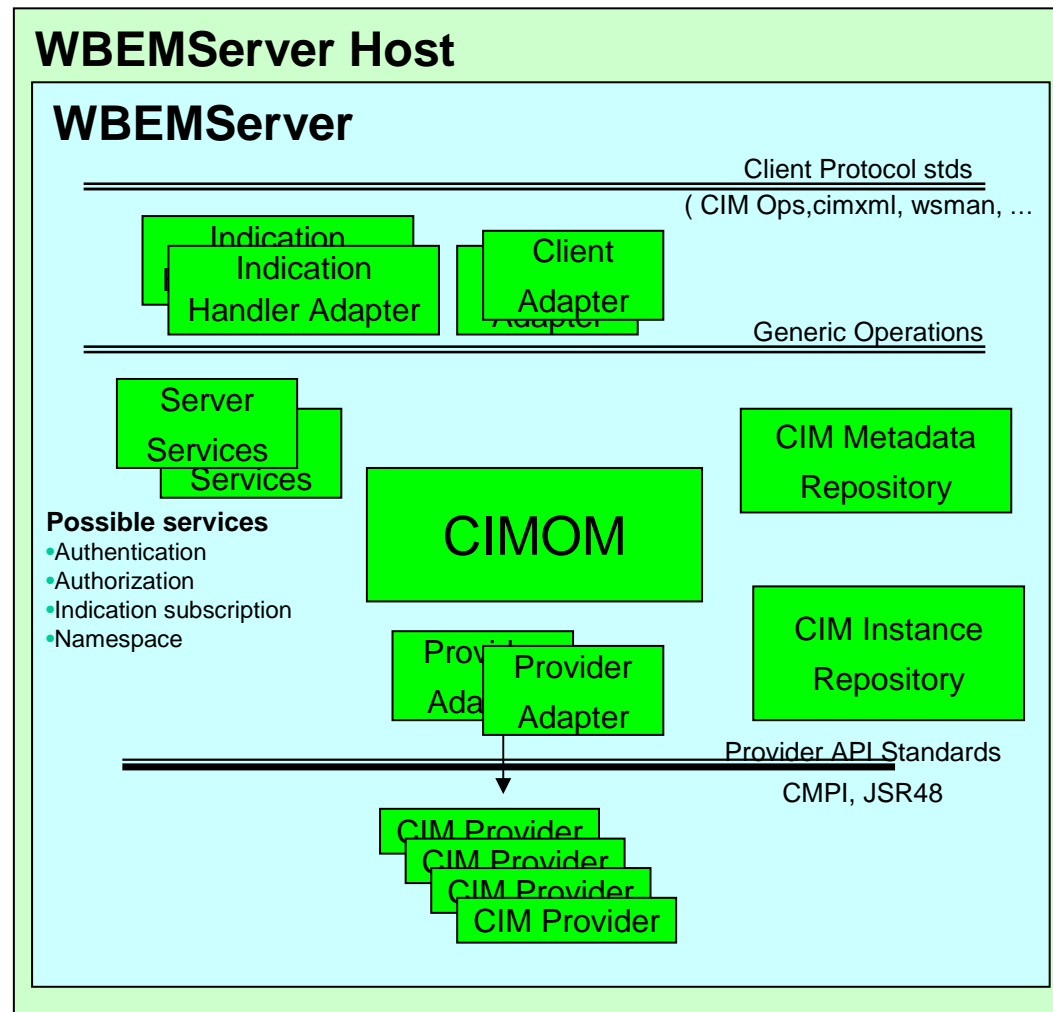 WBEMServer Host
WBEMServer
Client Protocol stds
( CIM Ops,cimxml, wsman, …
Indication
Indication
Handler Adapter
Client
Adapter
Adapter
Generic Operations
Server
Services
Services
CIM Metadata
Repository
CIMOM
Possible services
•Authentication
•Authorization
•Indication subscription
•Namespace
CIM Instance
Repository
Provider
Adapter
Provider API Standards
CMPI, JSR48
CIM Provider
CIM Provider
CIM Provider
CIM Provider